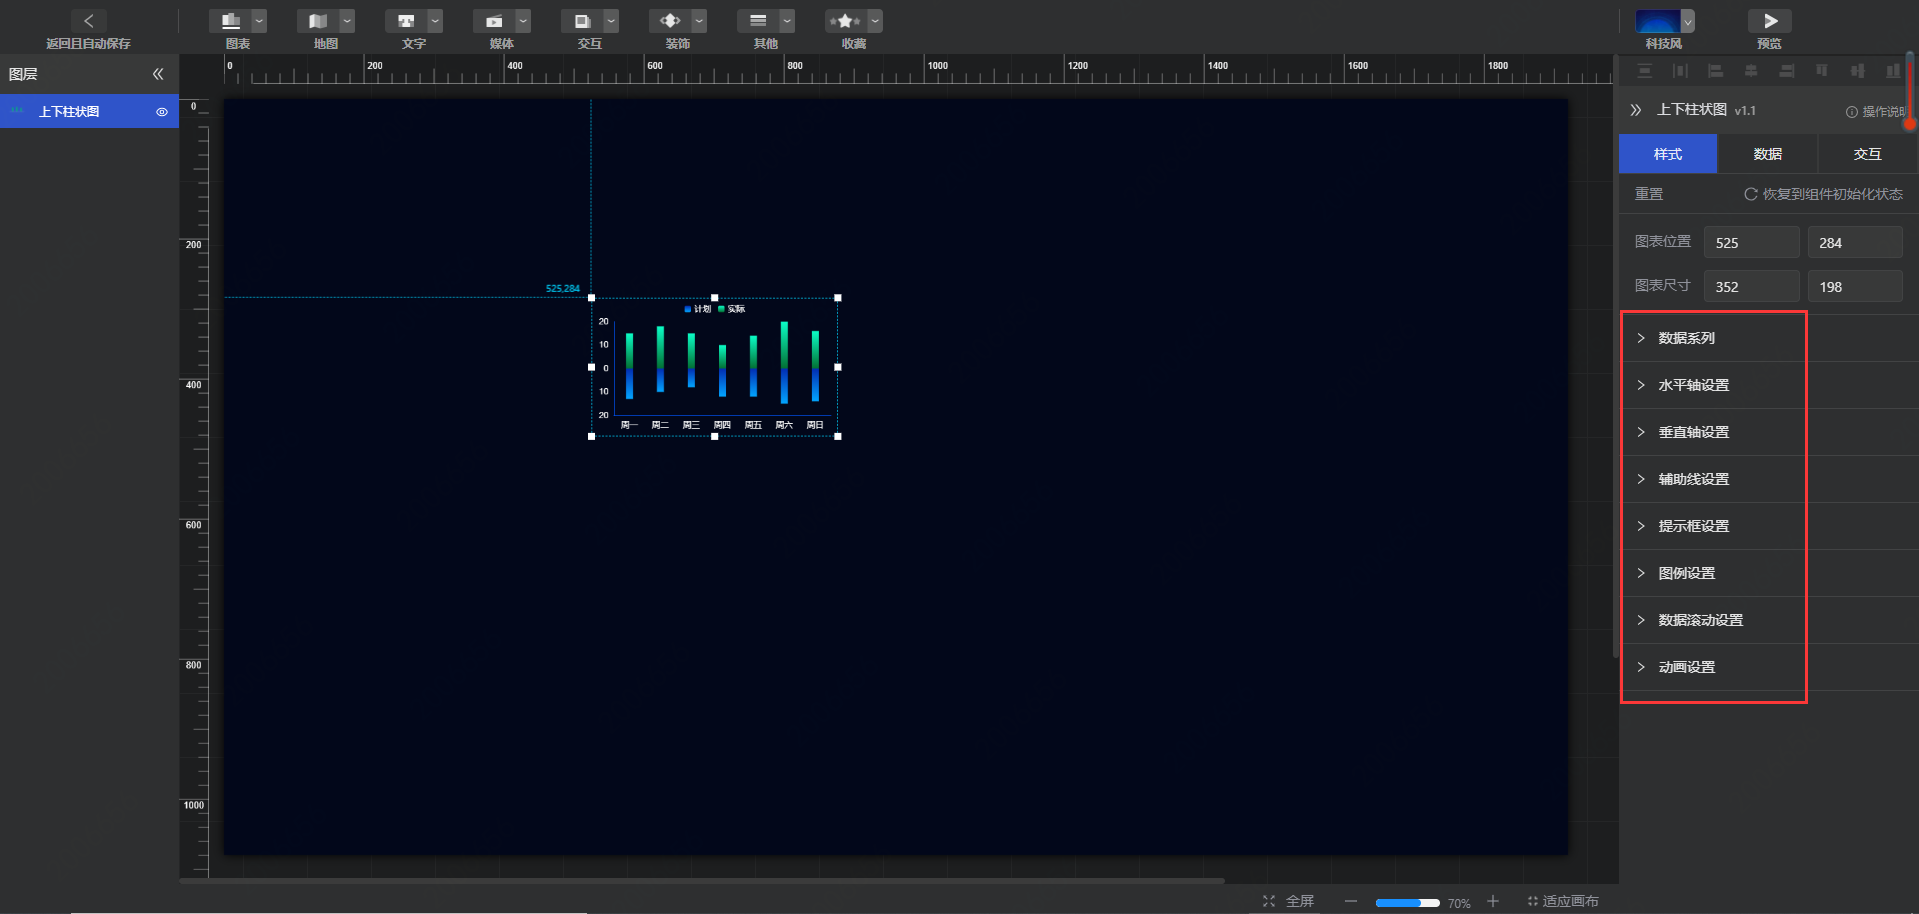 返回且自动保存
图表
地图
文字
媒体
交互
装饰
其他
收藏
科技风
预览
图层
上下柱状图
0 200 400 600 800 1000 1200 1400 1600 1800
0
200
400
600
800
1000
525,284
计划 实际
20
10
0
10
20
周一 周二 周三 周四 周五 周六 周日
上下柱状图 v1.1 操作说明
样式 数据 交互
重置 恢复到组件初始化状态
图表位置 525 284
图表尺寸 352 198
数据系列
水平轴设置
垂直轴设置
辅助线设置
提示框设置
图例设置
数据滚动设置
动画设置
全屏 70% 适应画布